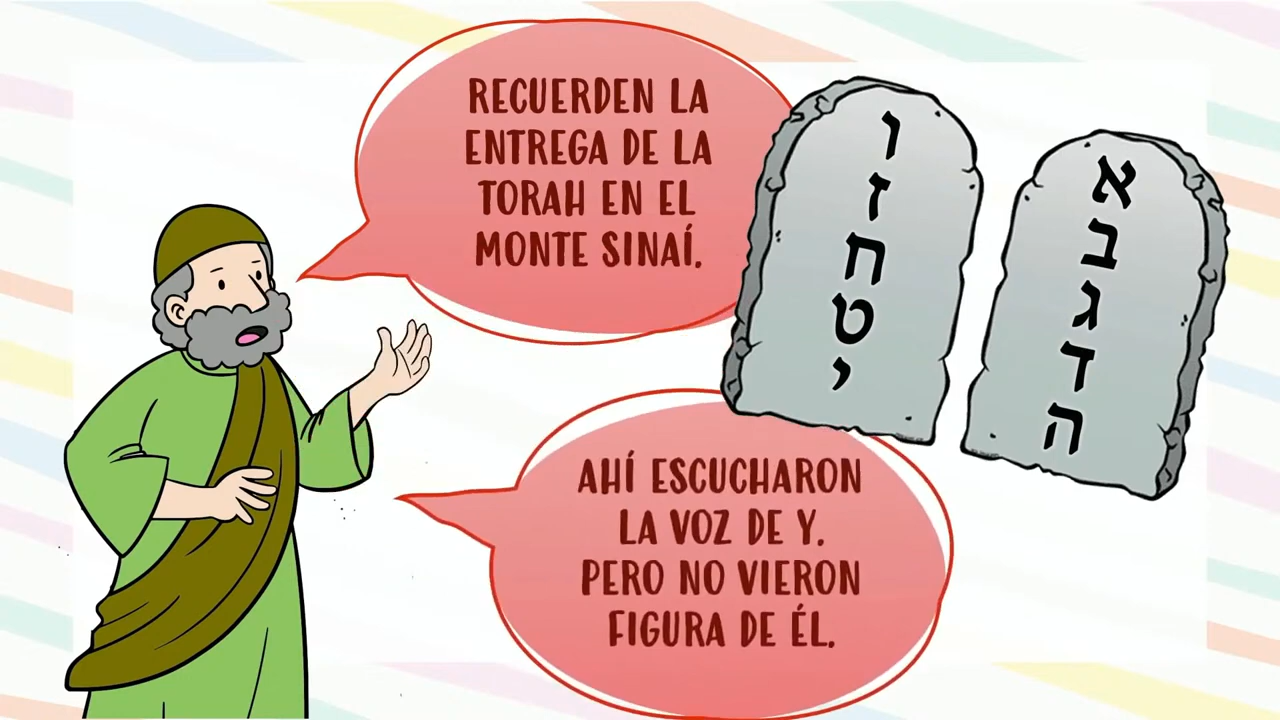 RECUERDEN LA
ENTREGA DE LA
TORAH EN EL
MONTE SINAÍ.
א
ב
ג
ד
ה
ו
ז
ח
ט
י
AHÍ ESCUCHARON
LA VOZ DE Y.
PERO NO VIERON
FIGURA DE ÉL.